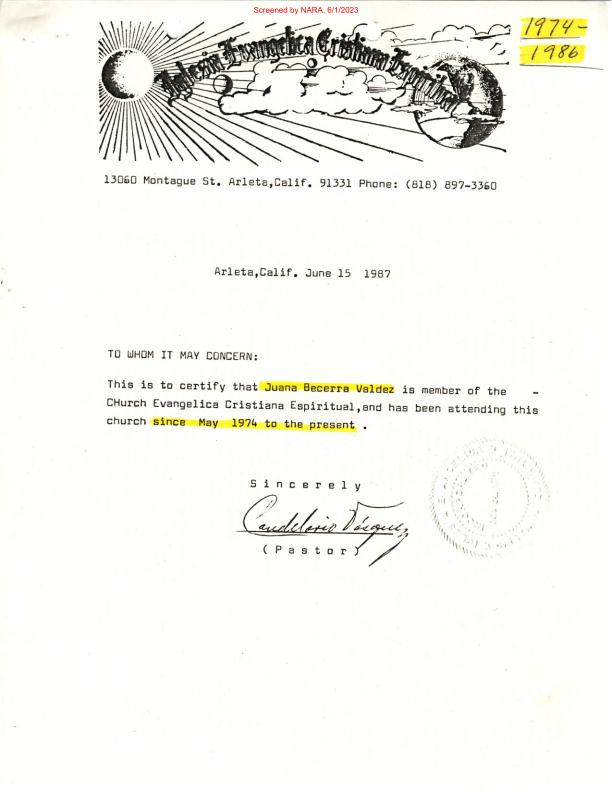 Screened by NARA, 6/1/2023
1974-
1986
Iglesia Evangelica Cristiana Espiritual
13060 Montague St. Arleta,Calif. 91331 Phone: (818) 897-3360
Arleta,Calif. June 15 1987
TO WHOM IT MAY CONCERN:
This is to certify that Juana Becerra Valdez is member of the -
CHurch Evangelica Cristiana Espiritual,and has been attending this
church since May 1974 to the present .
Sincerely
Candelario Vásquez
(Pastor)